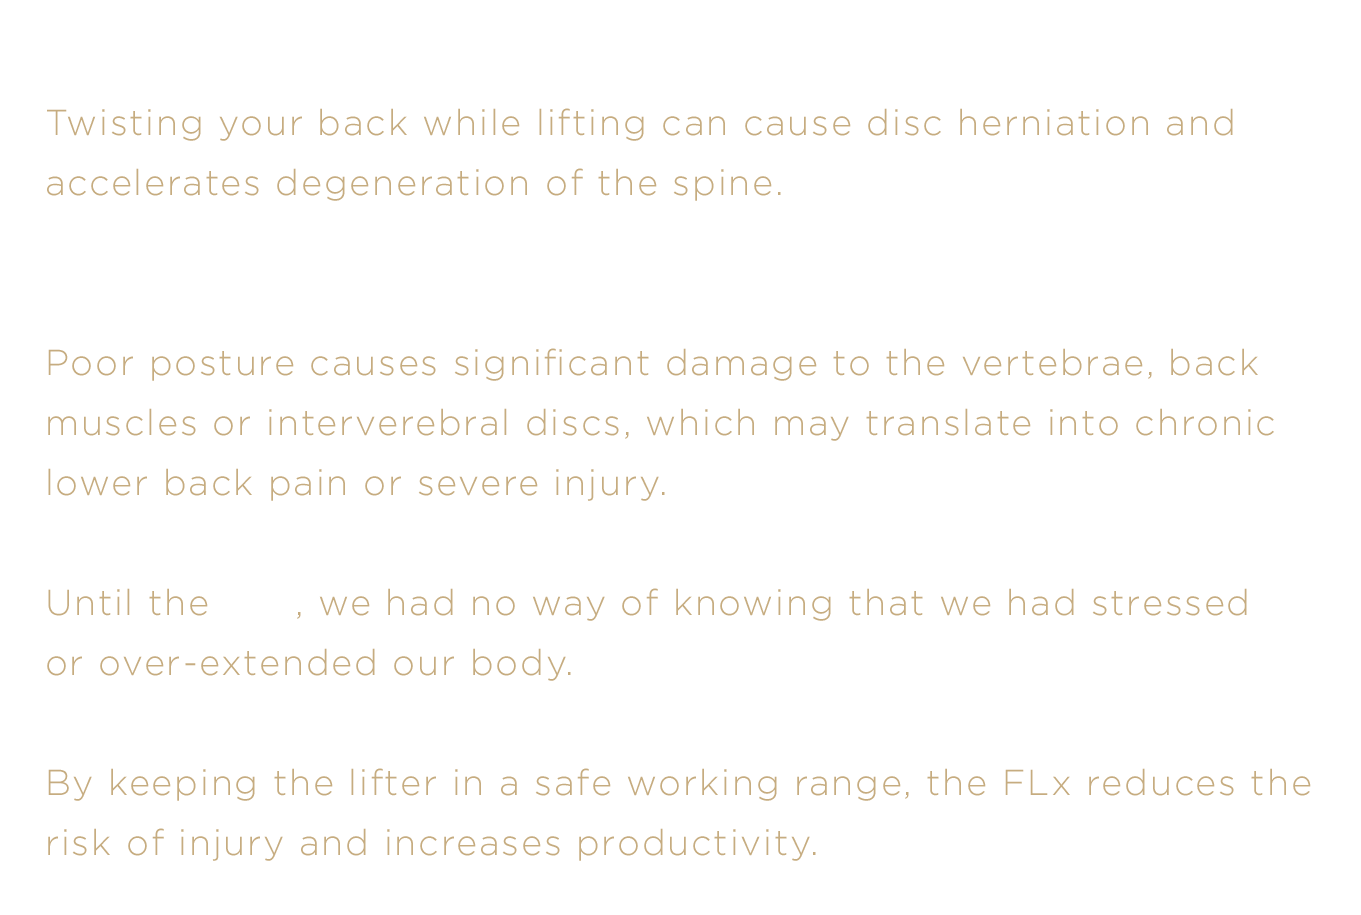 Twisting your back while lifting can cause disc herniation and
accelerates degeneration of the spine.
Poor posture causes significant damage to the vertebrae, back
muscles or interverebral discs, which may translate into chronic
lower back pain or severe injury.
Until the , we had no way of knowing that we had stressed
or over-extended our body.
By keeping the lifter in a safe working range, the FLx reduces the
risk of injury and increases productivity.